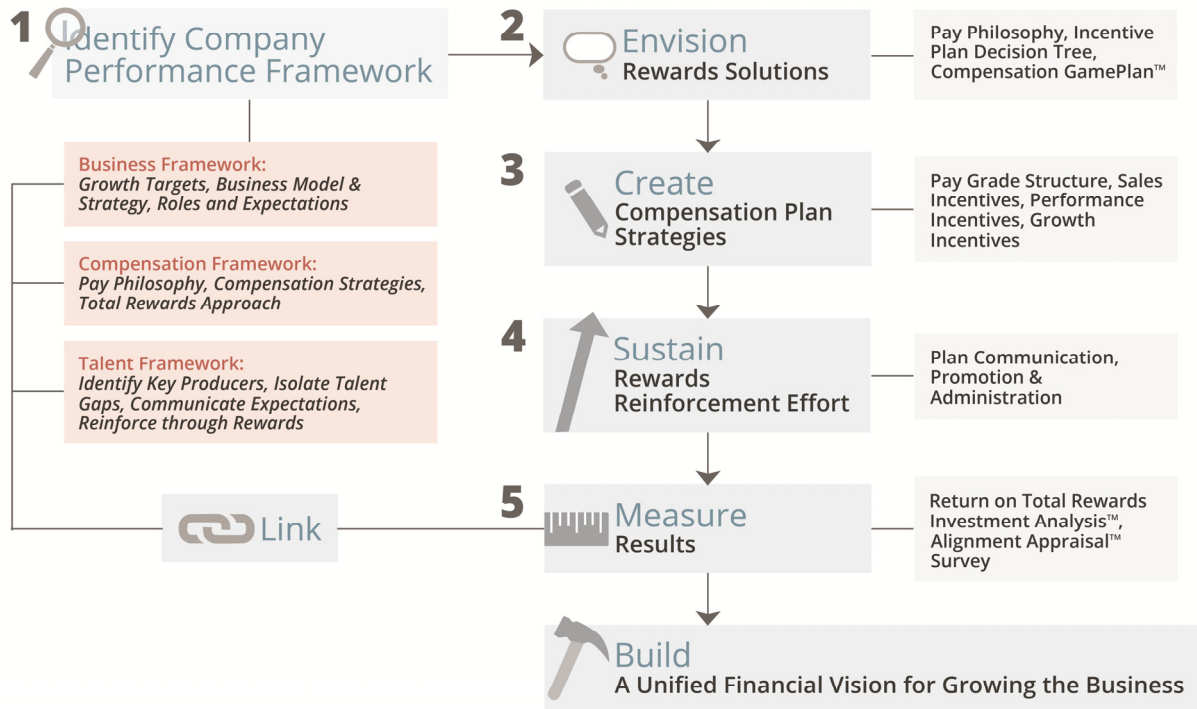 1
Identify Company
Performance Framework
Business Framework:
Growth Targets, Business Model &
Strategy, Roles and Expectations
Compensation Framework:
Pay Philosophy, Compensation Strategies,
Total Rewards Approach
Talent Framework:
Identify Key Producers, Isolate Talent
Gaps, Communicate Expectations,
Reinforce through Rewards
Link
2
Envision
Rewards Solutions
Pay Philosophy, Incentive
Plan Decision Tree,
Compensation GamePlan™
3
Create
Compensation Plan
Strategies
Pay Grade Structure, Sales
Incentives, Performance
Incentives, Growth
Incentives
4
Sustain
Rewards
Reinforcement Effort
Plan Communication,
Promotion &
Administration
5
Measure
Results
Return on Total Rewards
Investment Analysis™,
Alignment Appraisal™
Survey
Build
A Unified Financial Vision for Growing the Business